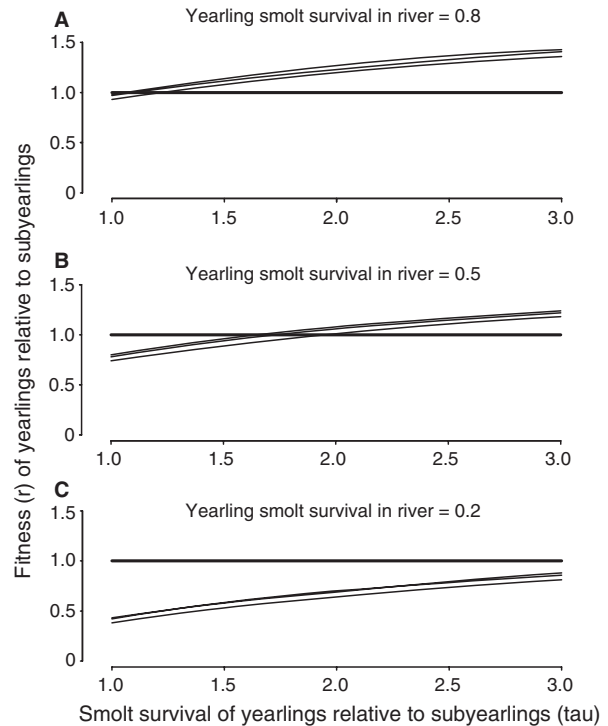 A
Yearling smolt survival in river = 0.8
1.5
1.0
0.5
0
1.0 1.5 2.0 2.5 3.0
B
Yearling smolt survival in river = 0.5
1.5
1.0
0.5
0
1.0 1.5 2.0 2.5 3.0
C
Yearling smolt survival in river = 0.2
1.5
1.0
0.5
0
1.0 1.5 2.0 2.5 3.0
Fitness (r) of yearlings relative to subyearlings
Smolt survival of yearlings relative to subyearlings (tau)